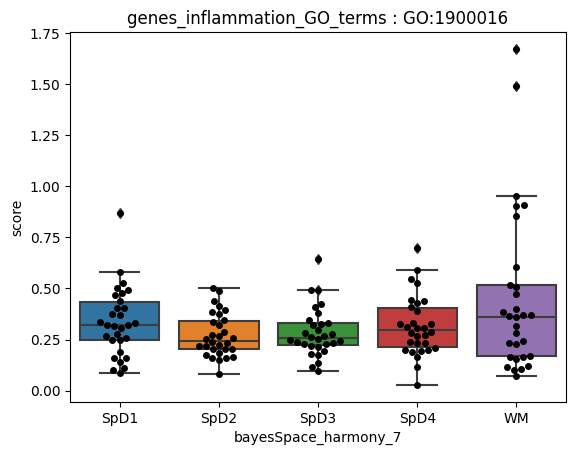 genes_inflammation_GO_terms : GO:1900016
1.75
1.50
1.25
1.00
0.75
0.50
0.25
0.00
score
SpD1 SpD2 SpD3 SpD4 WM
bayesSpace_harmony_7